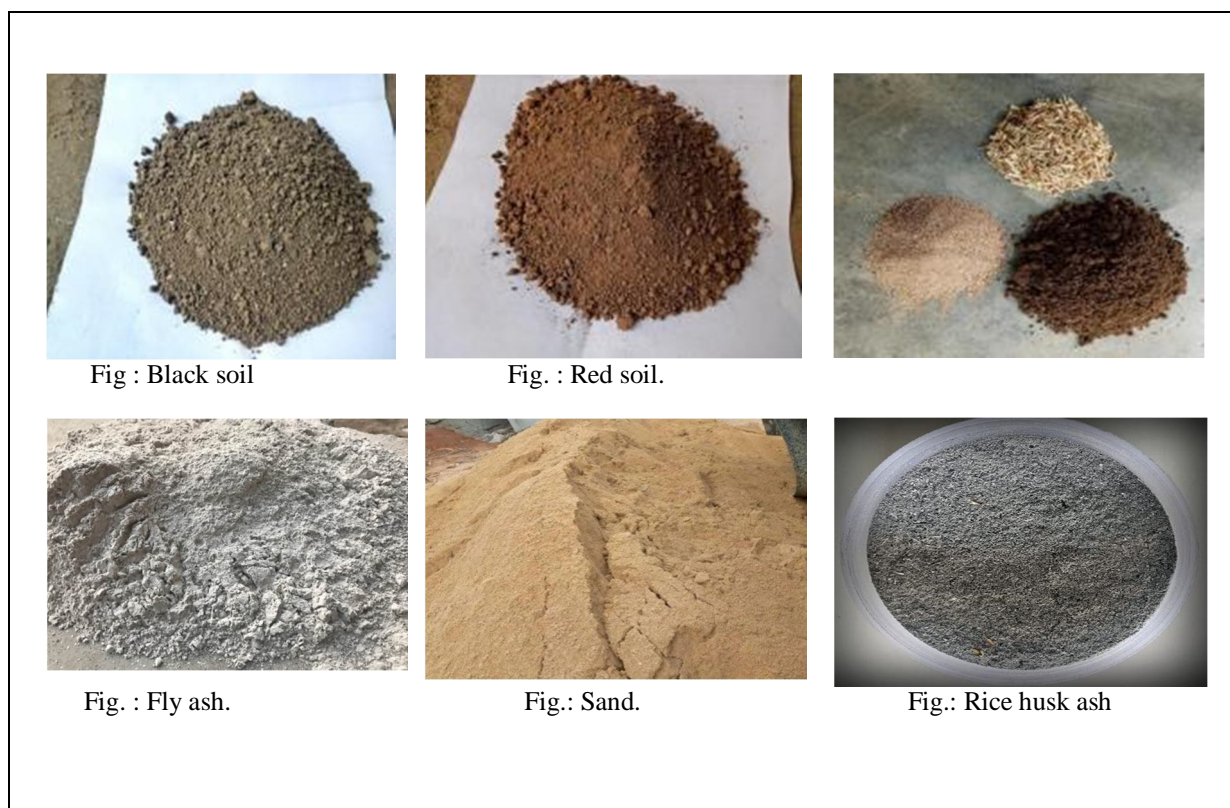 Fig : Black soil
Fig. : Red soil.
Fig. : Fly ash.
Fig.: Sand.
Fig.: Rice husk ash